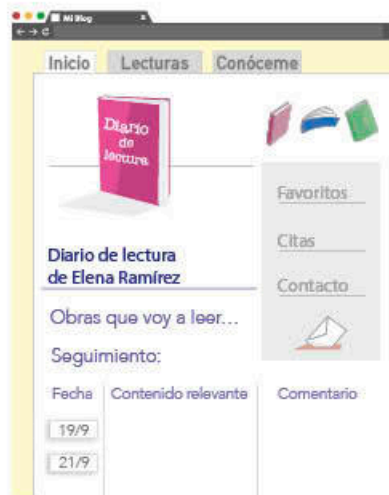 Mi Blog
Inicio Lecturas Conóceme
Diario
de
lectura
Favoritos
Citas
Contacto
Diario de lectura
de Elena Ramírez
Obras que voy a leer...
Seguimiento:
Fecha Contenido relevante Comentario
19/9
21/9